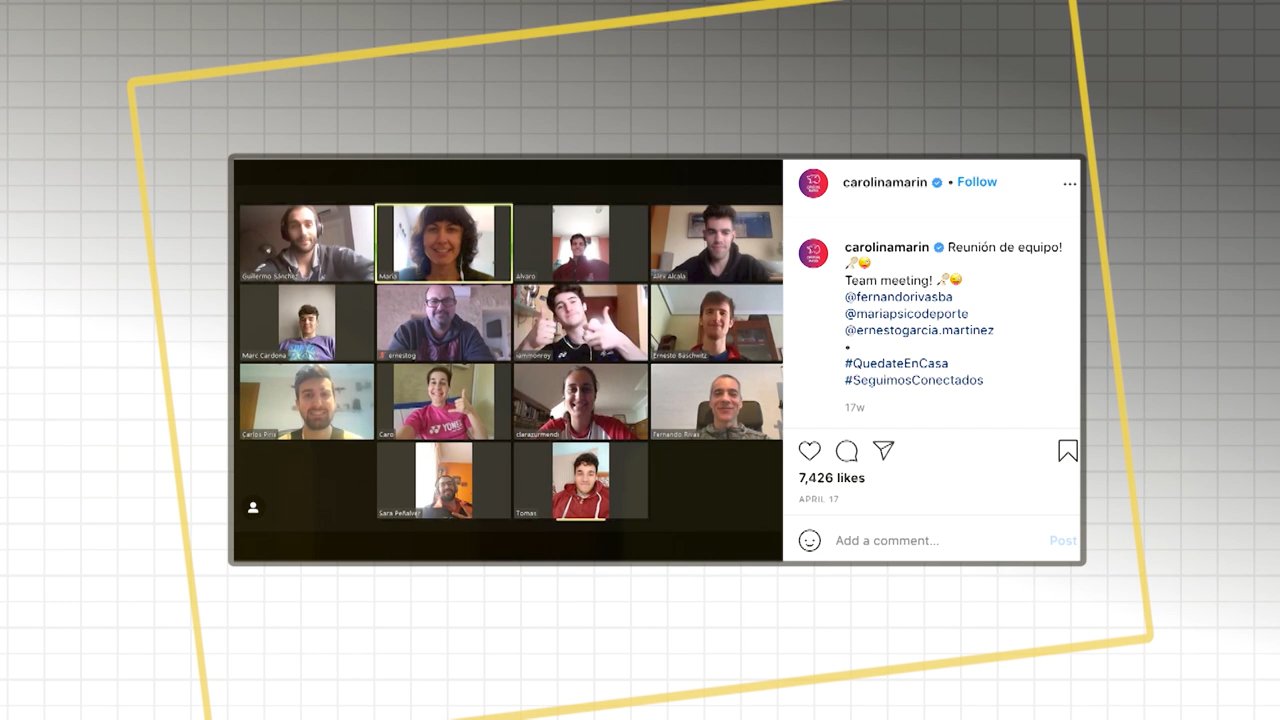 Guillermo Sánchez
María
Alvaro
Alex Alcala
Marc Cardona
ernestog
iammonroy
Ernesto Baschwitz
Carlos Piris
Caro
YONEX
clarazurmendi
Fernando Rivas
Sara Peñalver
Tomas
carolinamarin • Follow
carolinamarin Reunión de equipo!
Team meeting!
@fernandorivasba
@mariapsicodeporte
@ernestogarcia.martinez
•
#QuedateEnCasa
#SeguimosConectados
17w
7,426 likes
APRIL 17
Add a comment... Post